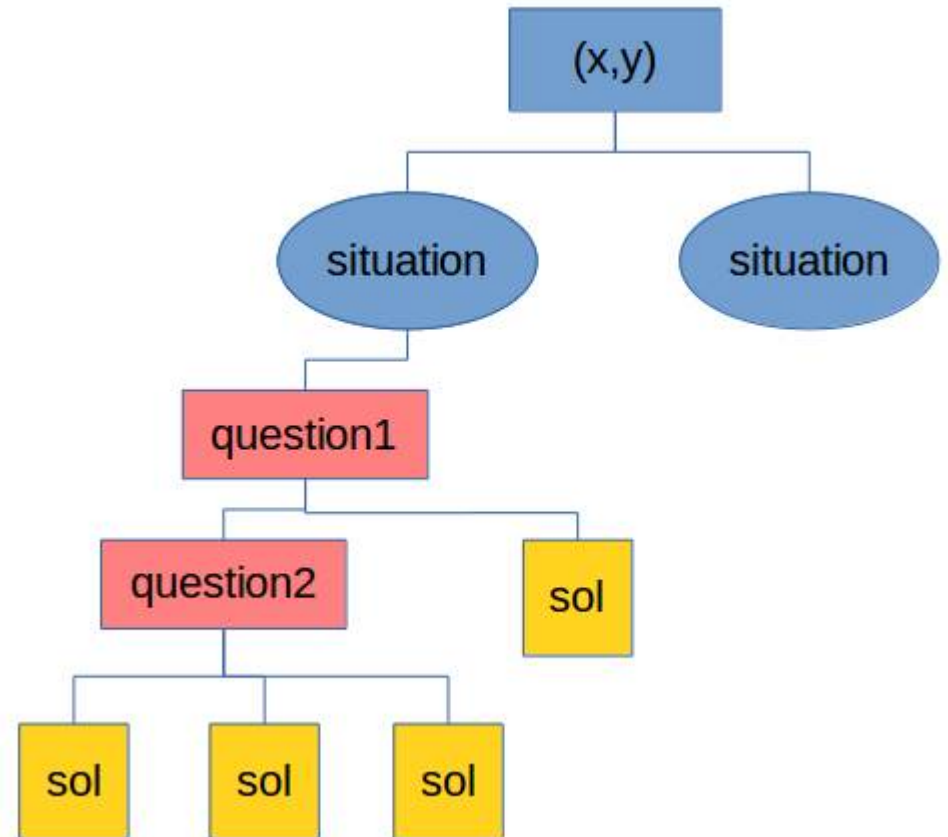 (x,y)
situation
situation
question1
question2
sol
sol
sol
sol